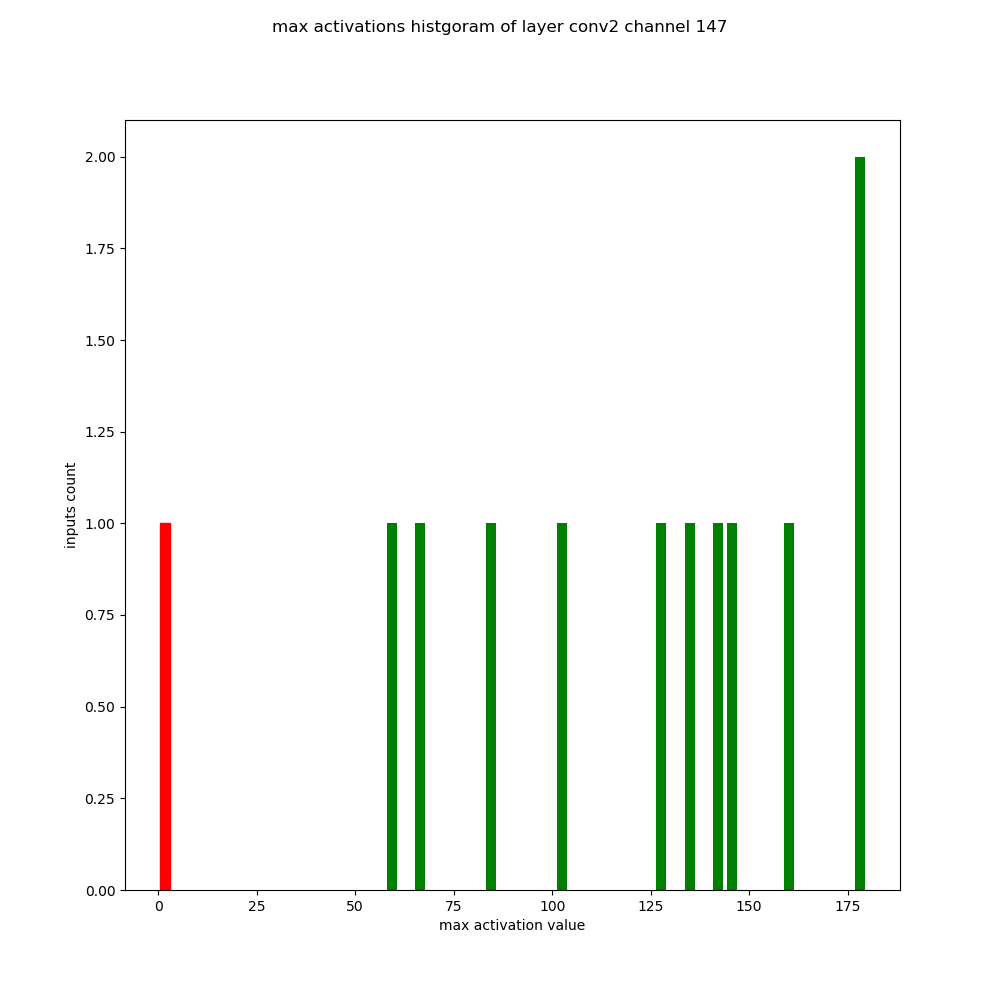 max activations histgoram of layer conv2 channel 147
2.00
1.75
1.50
1.25
1.00
0.75
0.50
0.25
0.00
inputs count
0 25 50 75 100 125 150 175
max activation value